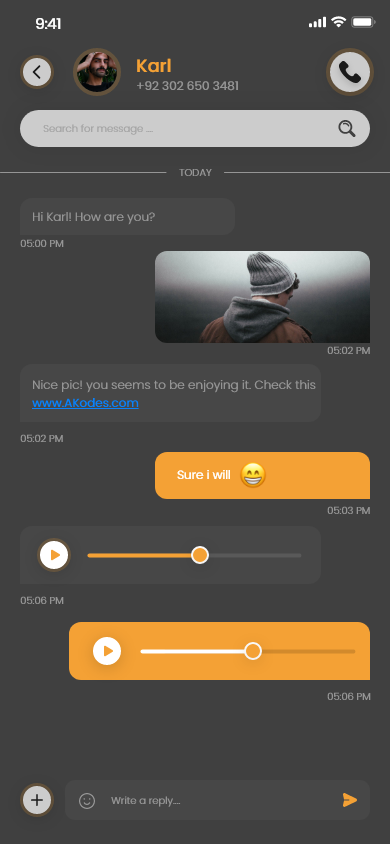 9:41
Karl
+92 302 650 3481
Search for message ...
TODAY
Hi Karl! How are you?
05:00 PM
05:02 PM
Nice pic! you seems to be enjoying it. Check this
www.AKodes.com
05:02 PM
Sure i will 😁
05:03 PM
05:06 PM
05:06 PM
Write a reply...